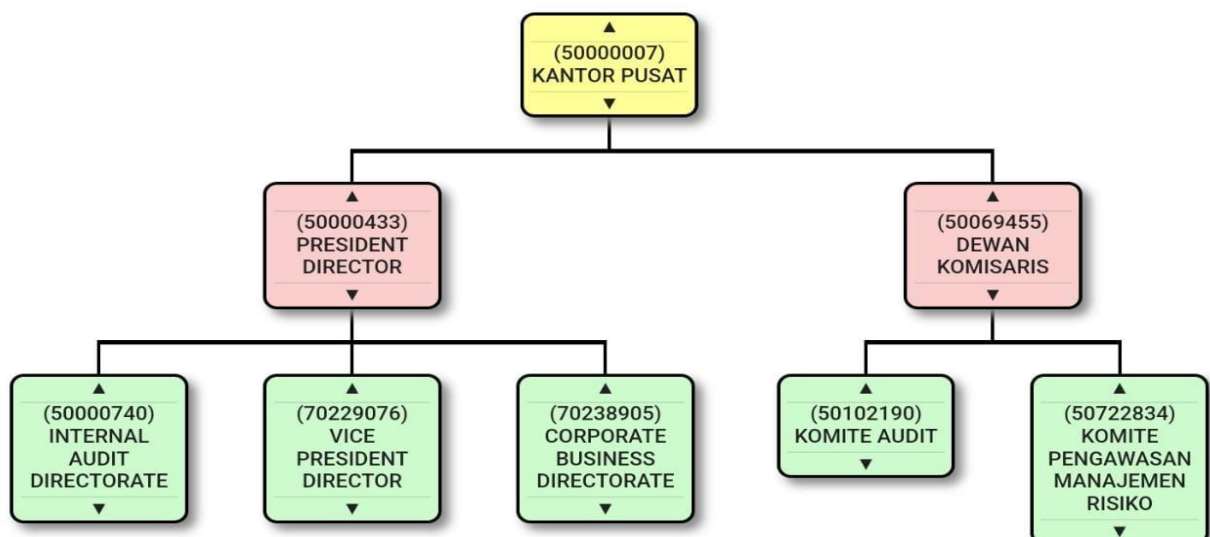 (50000007)
KANTOR PUSAT
(50000433)
PRESIDENT
DIRECTOR
(50069455)
DEWAN
KOMISARIS
(50000740)
INTERNAL
AUDIT
DIRECTORATE
(70229076)
VICE
PRESIDENT
DIRECTOR
(70238905)
CORPORATE
BUSINESS
DIRECTORATE
(50102190)
KOMITE AUDIT
(50722834)
KOMITE
PENGAWASAN
MANAJEMEN
RISIKO